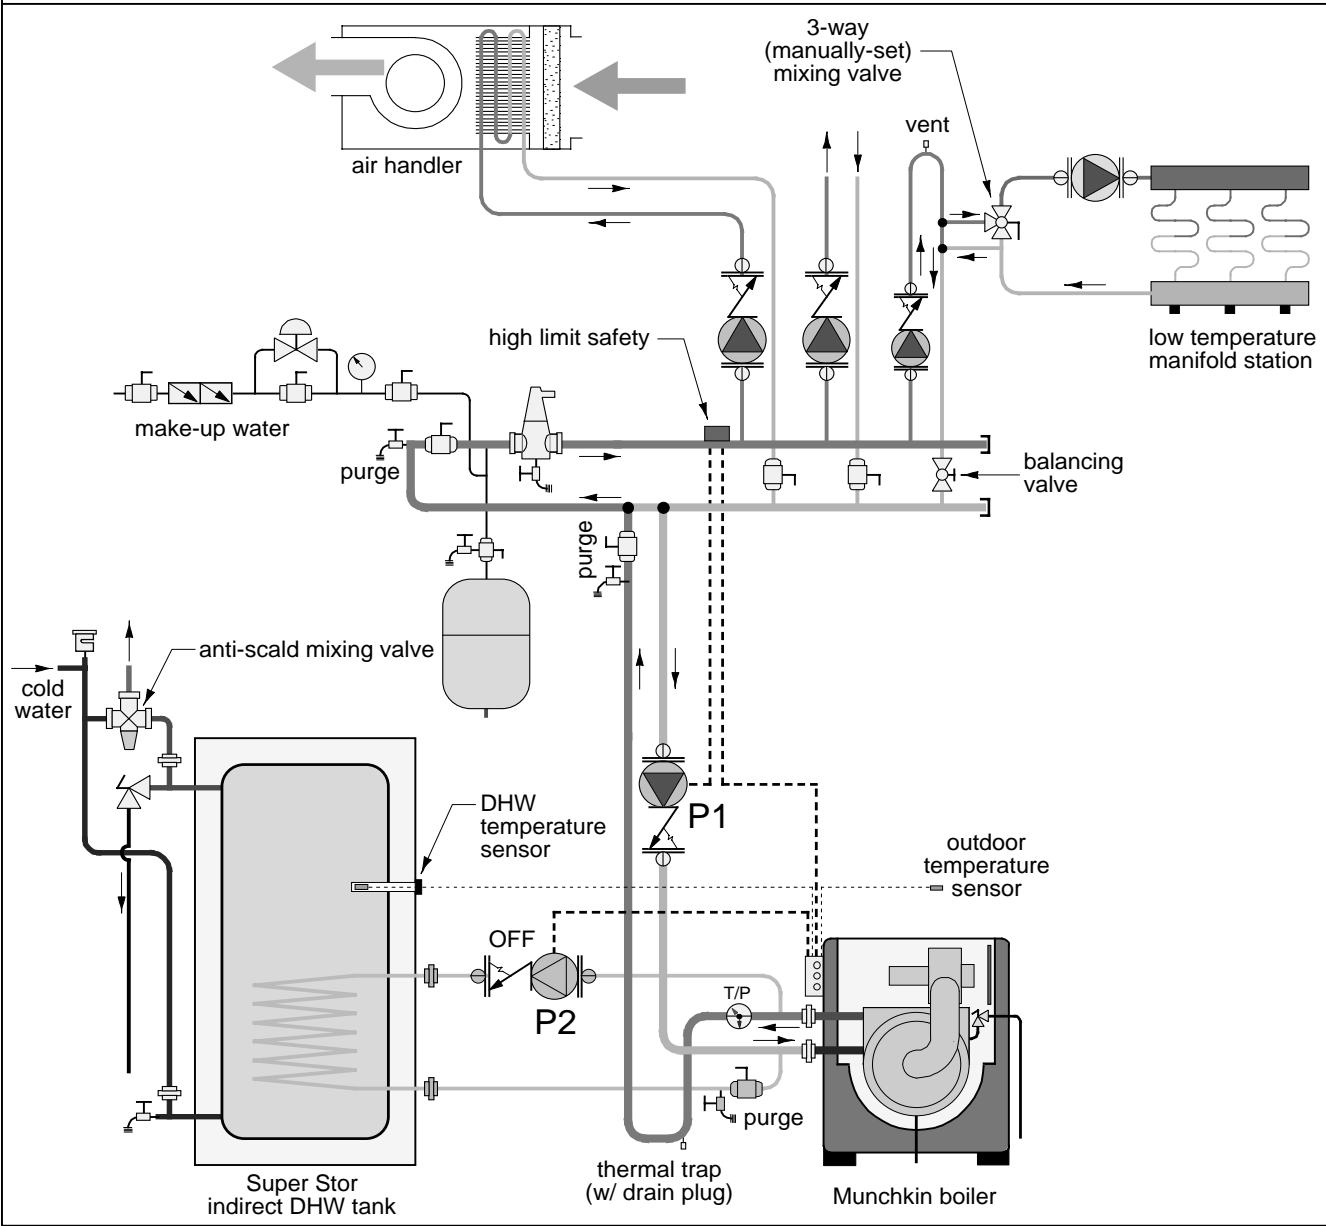 3-way
(manually-set)
mixing valve
vent
air handler
low temperature
manifold station
high limit safety
make-up water
purge
balancing
valve
purge
anti-scald mixing valve
cold
water
DHW
temperature
sensor
P1
outdoor
temperature
sensor
OFF
P2
T/P
purge
thermal trap
(w/ drain plug)
Super Stor
indirect DHW tank
Munchkin boiler